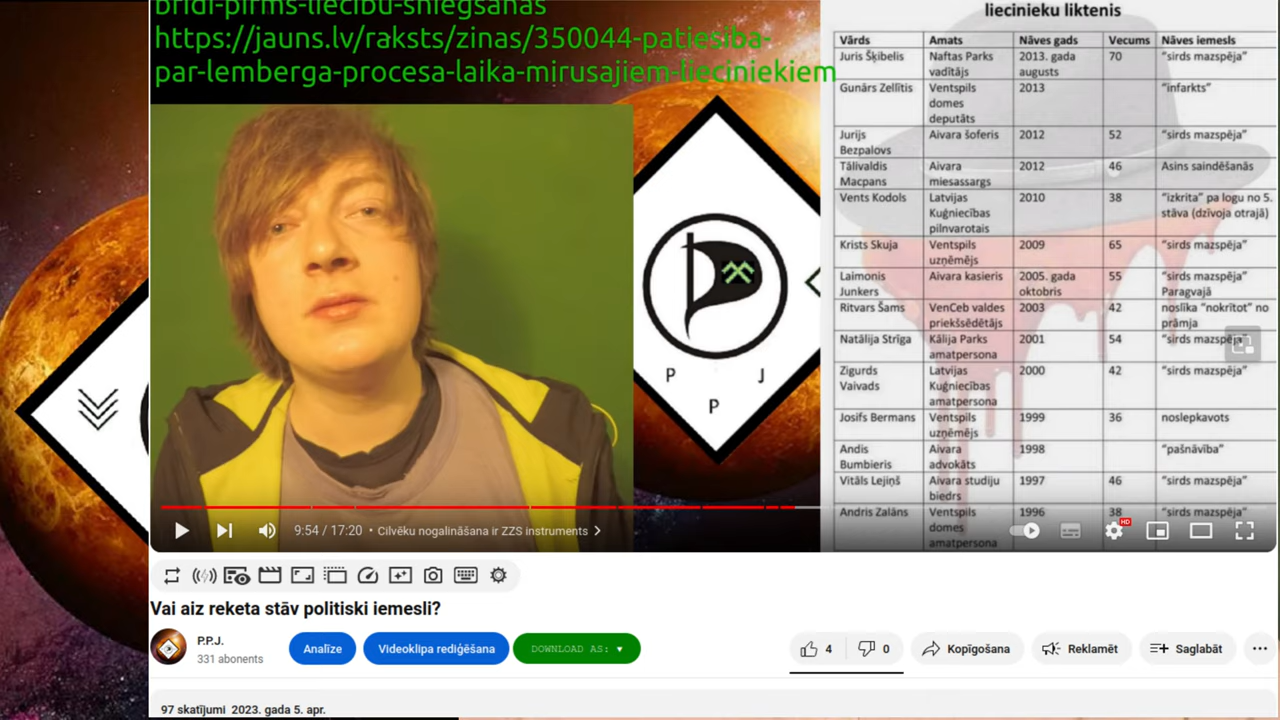 brīdi-pirms-liecību-sniegšanas
https://jauns.lv/raksts/zinas/350044-patiesiba-
par-lemberga-procesa-laika-mirusajiem-lieciniekiem
liecinieku liktenis
Vārds Amats Nāves gads Vecums Nāves iemesls
Juris Šķibelis Naftas Parks 2013. gada 70 "sirds mazspēja"
vadītājs augusts
Gunārs Zellītis Ventspils 2013 "infarkts"
domes
deputāts
Jurijs Aivara šoferis 2012 52 "sirds mazspēja"
Bezpalovs
Tālivaldis Aivara 2012 46 Asins saindēšanās
Macpans miesassargs
Vents Kodols Latvijas 2010 38 "izkrita" pa logu no 5.
Kuģniecības stāva (dzīvoja otrajā)
pilnvarotais
Krists Skuja Ventspils 2009 65 "sirds mazspēja"
uzņēmējs
Laimonis Aivara kasieris 2005. gada 55 "sirds mazspēja"
Junkers oktobris Paragvajā
Ritvars Šams VenCeb valdes 2003 42 noslīka "nokrītot" no
priekšsēdētājs prāmja
Natālija Strīga Kālija Parks 2001 54 "sirds mazspēja"
amatpersona
Zigurds Latvijas 2000 42 "sirds mazspēja"
Vaivads Kuģniecības
amatpersona
Josifs Bermans Ventspils 1999 36 noslepkavots
uzņēmējs
Andis Aivara 1998 "pašnāvība"
Bumbieris advokāts
Vitāls Lejiņš Aivara studiju 1997 46 "sirds mazspēja"
biedrs
Andris Zalāns Ventspils 1996 38 "sirds mazspēja"
domes
amatpersona
P J
P
9:54 / 17:20 • Cilvēku nogalināšana ir ZZS instruments
HD
Vai aiz reketa stāv politiski iemesli?
P.P.J.
331 abonents
Analīze Videoklipa rediģēšana DOWNLOAD AS: ▼
4 0 Kopīgošana Reklamēt Saglabāt
97 skatījumi 2023. gada 5. apr.